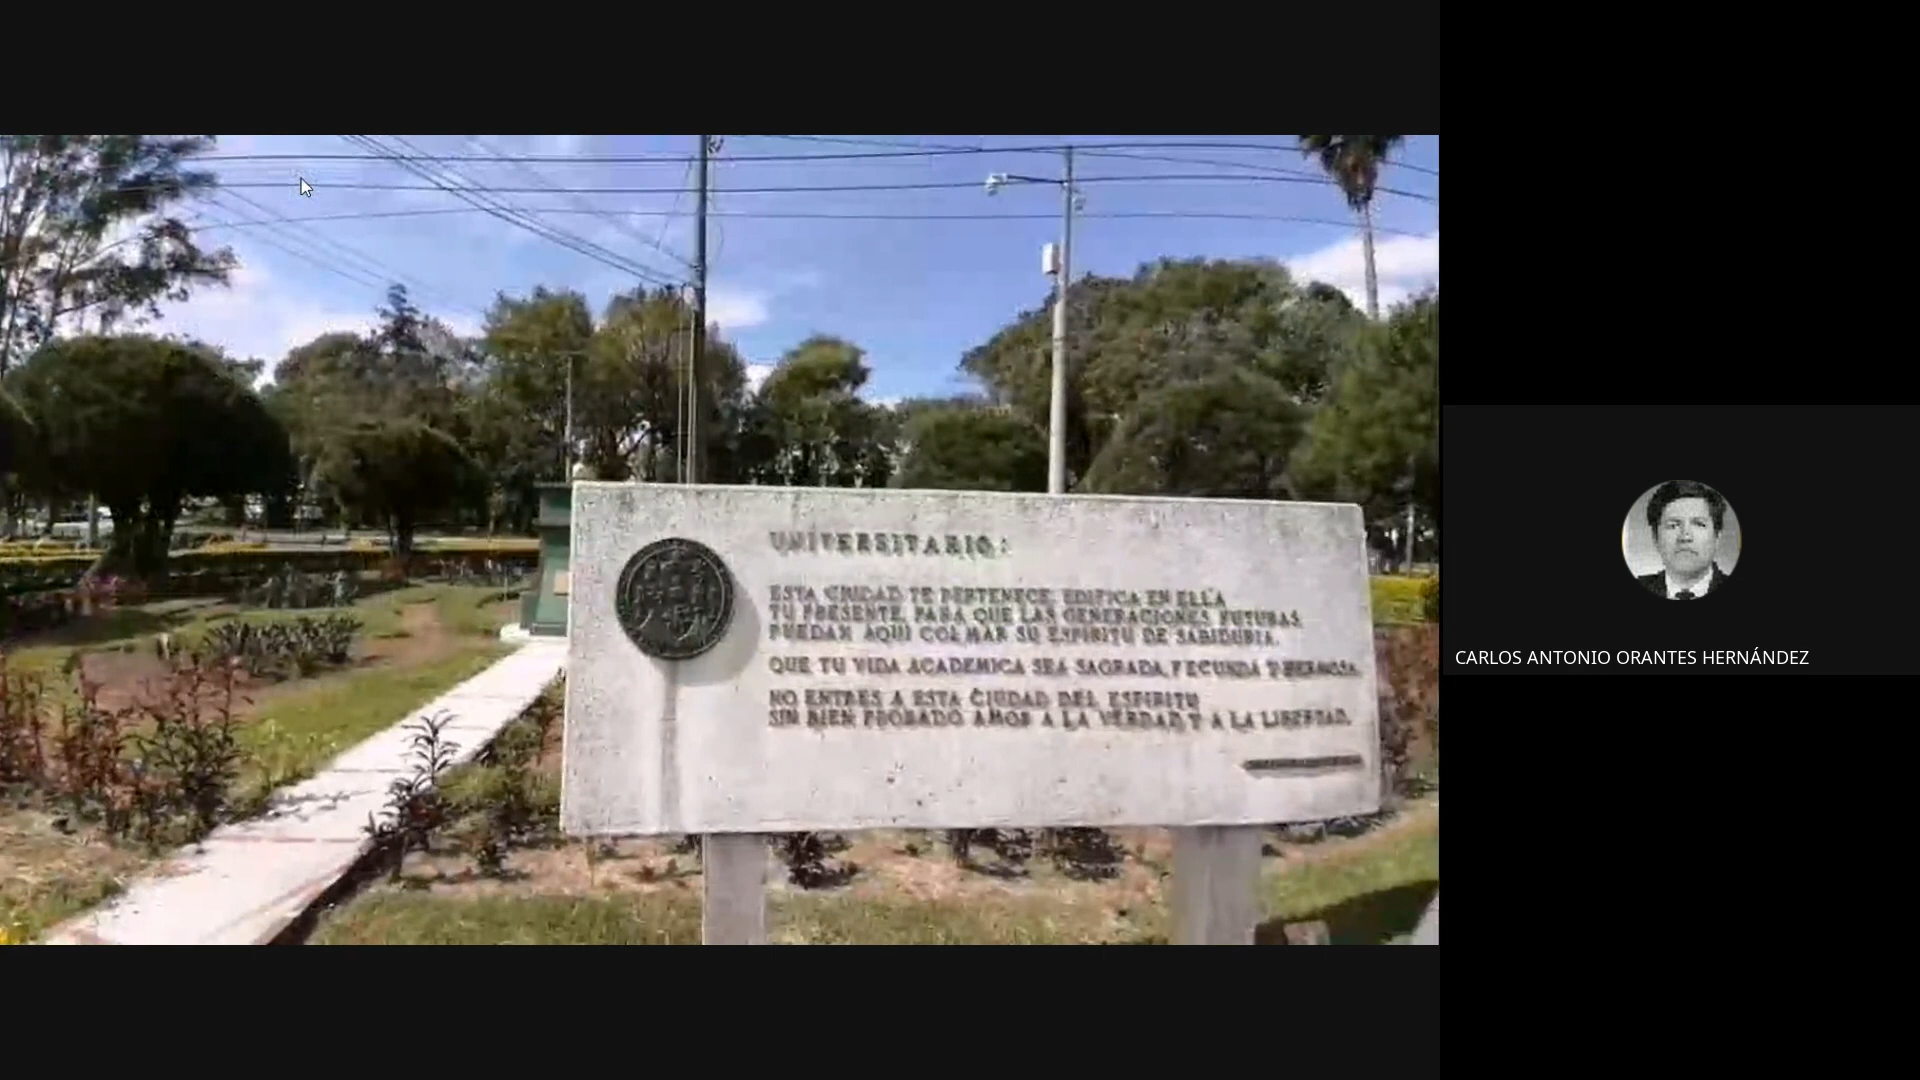 UNIVERSITARIO:
ESTA CIUDAD TE PERTENECE, EDIFICA EN ELLA
TU PRESENTE, PARA QUE LAS GENERACIONES FUTURAS
PUEDAN AQUI COLMAR SU ESPIRITU DE SABIDURIA.
QUE TU VIDA ACADEMICA SEA SAGRADA, FECUNDA Y HERMOSA.
NO ENTRES A ESTA CIUDAD DEL ESPIRITU
SIN BIEN PROBADO AMOR A LA VERDAD Y A LA LIBERTAD.
CARLOS ANTONIO ORANTES HERNÁNDEZ